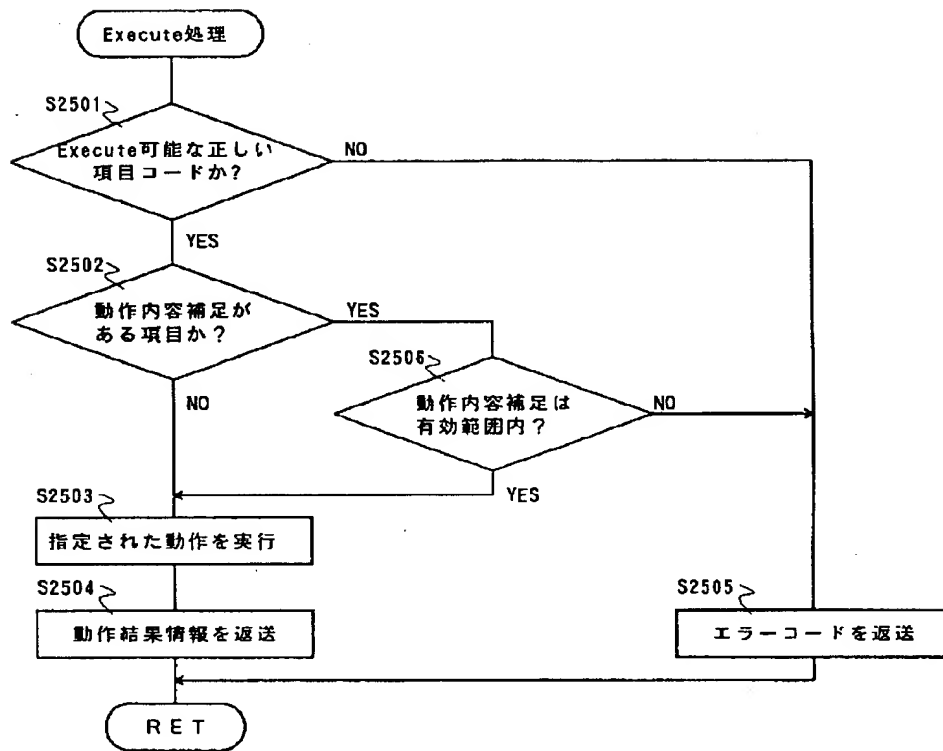 Execute処理
S2501
Execute可能な正しい
項目コードか?
NO
YES
S2502
動作内容補足が
ある項目か?
YES
NO
S2506
動作内容補足は
有効範囲内?
NO
YES
S2503
指定された動作を実行
S2504
動作結果情報を返送
S2505
エラーコードを返送
RET